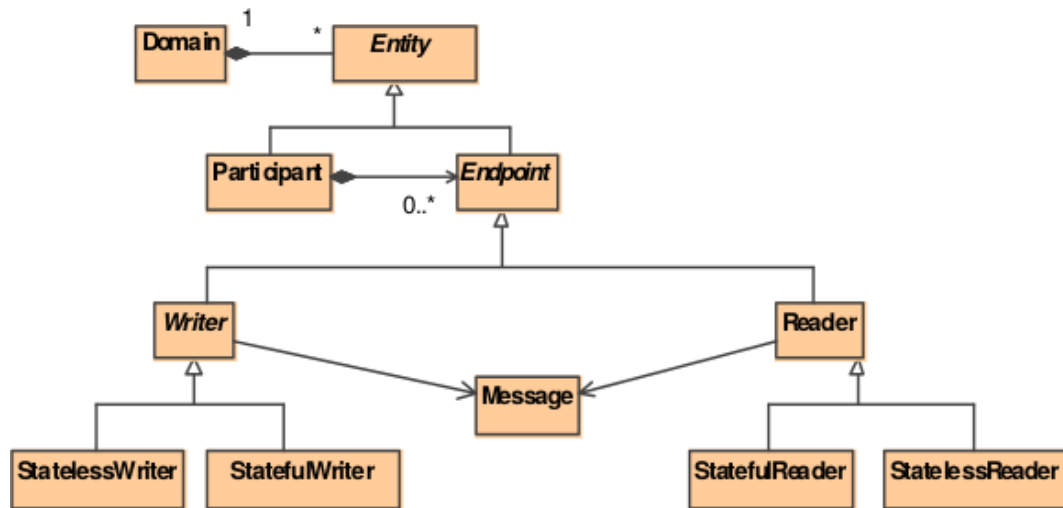 1
Domain
*
Entity
Participant
Endpoint
0..*
Writer
Reader
Message
StatelessWriter
StatefulWriter
StatefulReader
StatelessReader